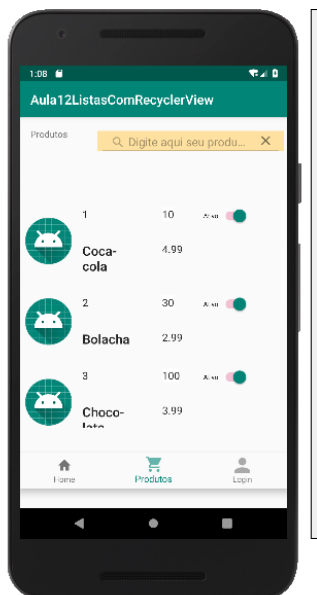 1:08
Aula12ListasComRecyclerView
Produtos
Digite aqui seu produ...
1 10
Coca-
cola
4.99
2 30
Bolacha 2.99
3 100
Choco-
3.99
Home Produtos Login